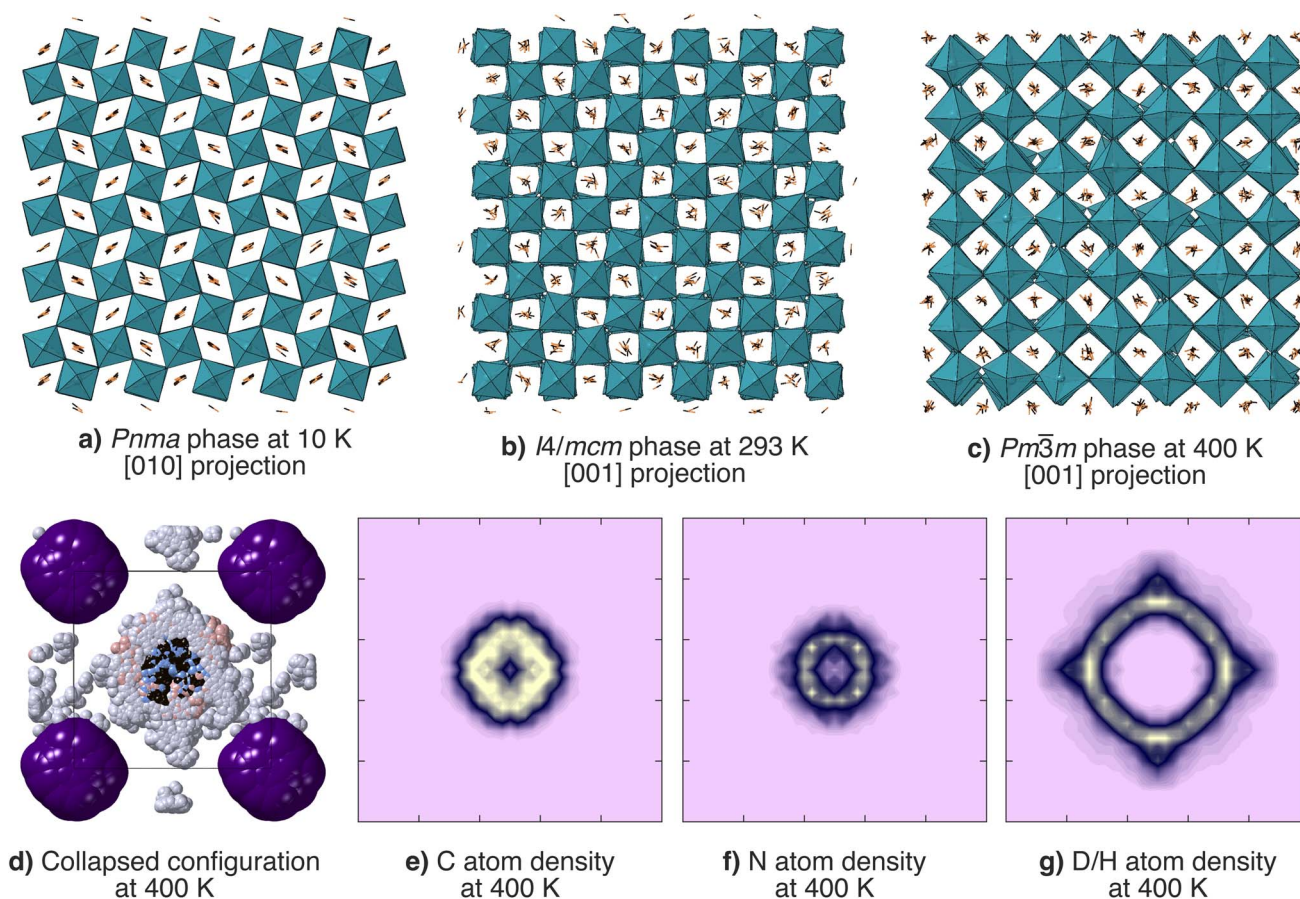 a) Pnma phase at 10 K
[010] projection
b) I4/mcm phase at 293 K
[001] projection
c) Pm3̅m phase at 400 K
[001] projection
d) Collapsed configuration
at 400 K
e) C atom density
at 400 K
f) N atom density
at 400 K
g) D/H atom density
at 400 K